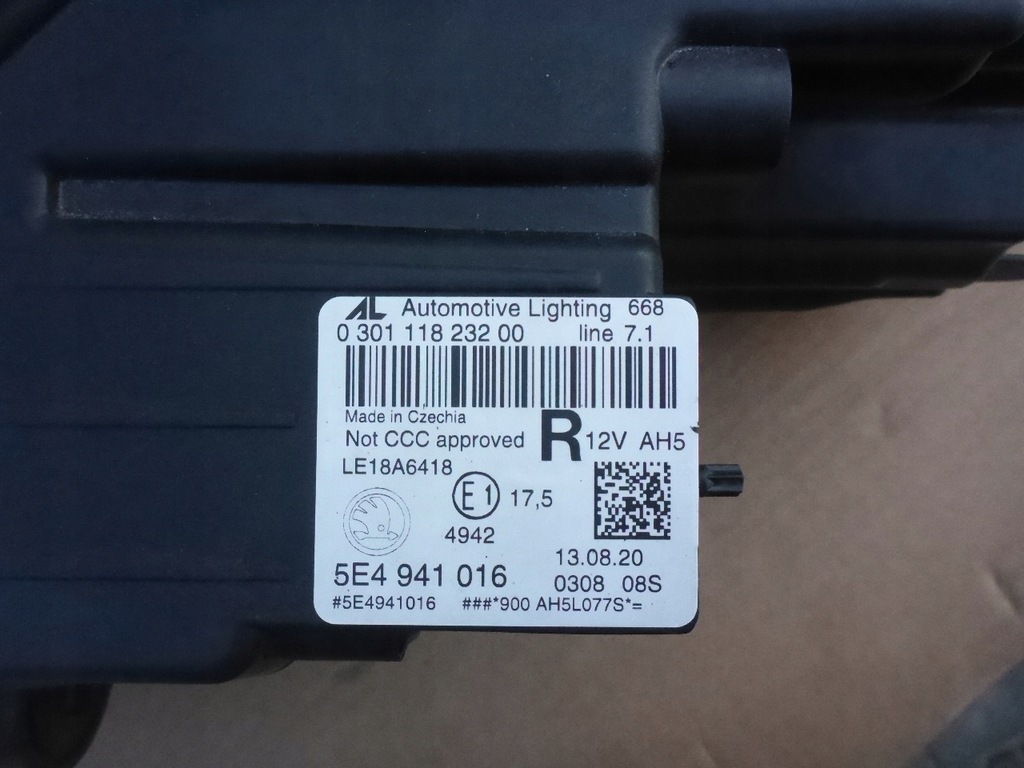 AL Automotive Lighting 668
0 301 118 232 00 line 7.1
Made in Czechia
Not CCC approved R 12V AH5
LE18A6418
E1 17,5
4942
13.08.20
5E4 941 016 0308 08S
#5E4941016 ###*900 AH5L077S*=